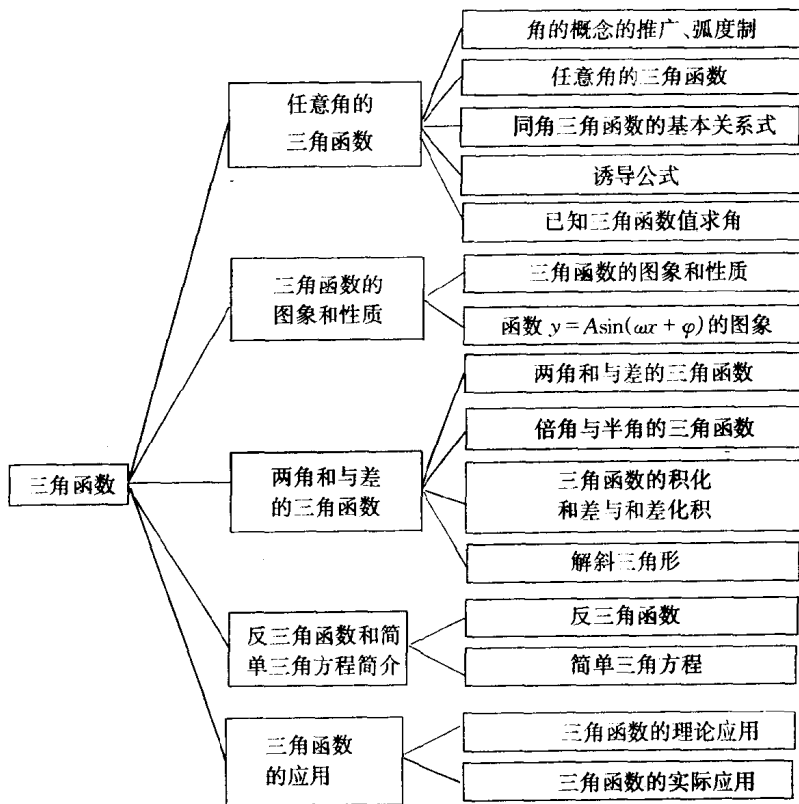 角的概念的推广、弧度制
任意角的三角函数
任意角的
三角函数
同角三角函数的基本关系式
诱导公式
已知三角函数值求角
三角函数的
图象和性质
三角函数的图象和性质
函数 y = Asin(ωx + φ)的图象
两角和与差的三角函数
倍角与半角的三角函数
三角函数
两角和与差
的三角函数
三角函数的积化
和差与和差化积
解斜三角形
反三角函数和简
单三角方程简介
反三角函数
简单三角方程
三角函数
的应用
三角函数的理论应用
三角函数的实际应用